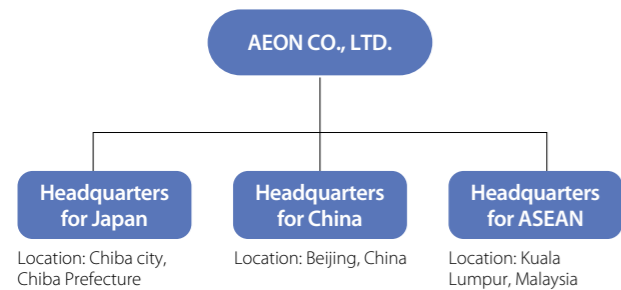 AEON CO., LTD.
Headquarters
for Japan
Location: Chiba city,
Chiba Prefecture
Headquarters
for China
Location: Beijing, China
Headquarters
for ASEAN
Location: Kuala
Lumpur, Malaysia